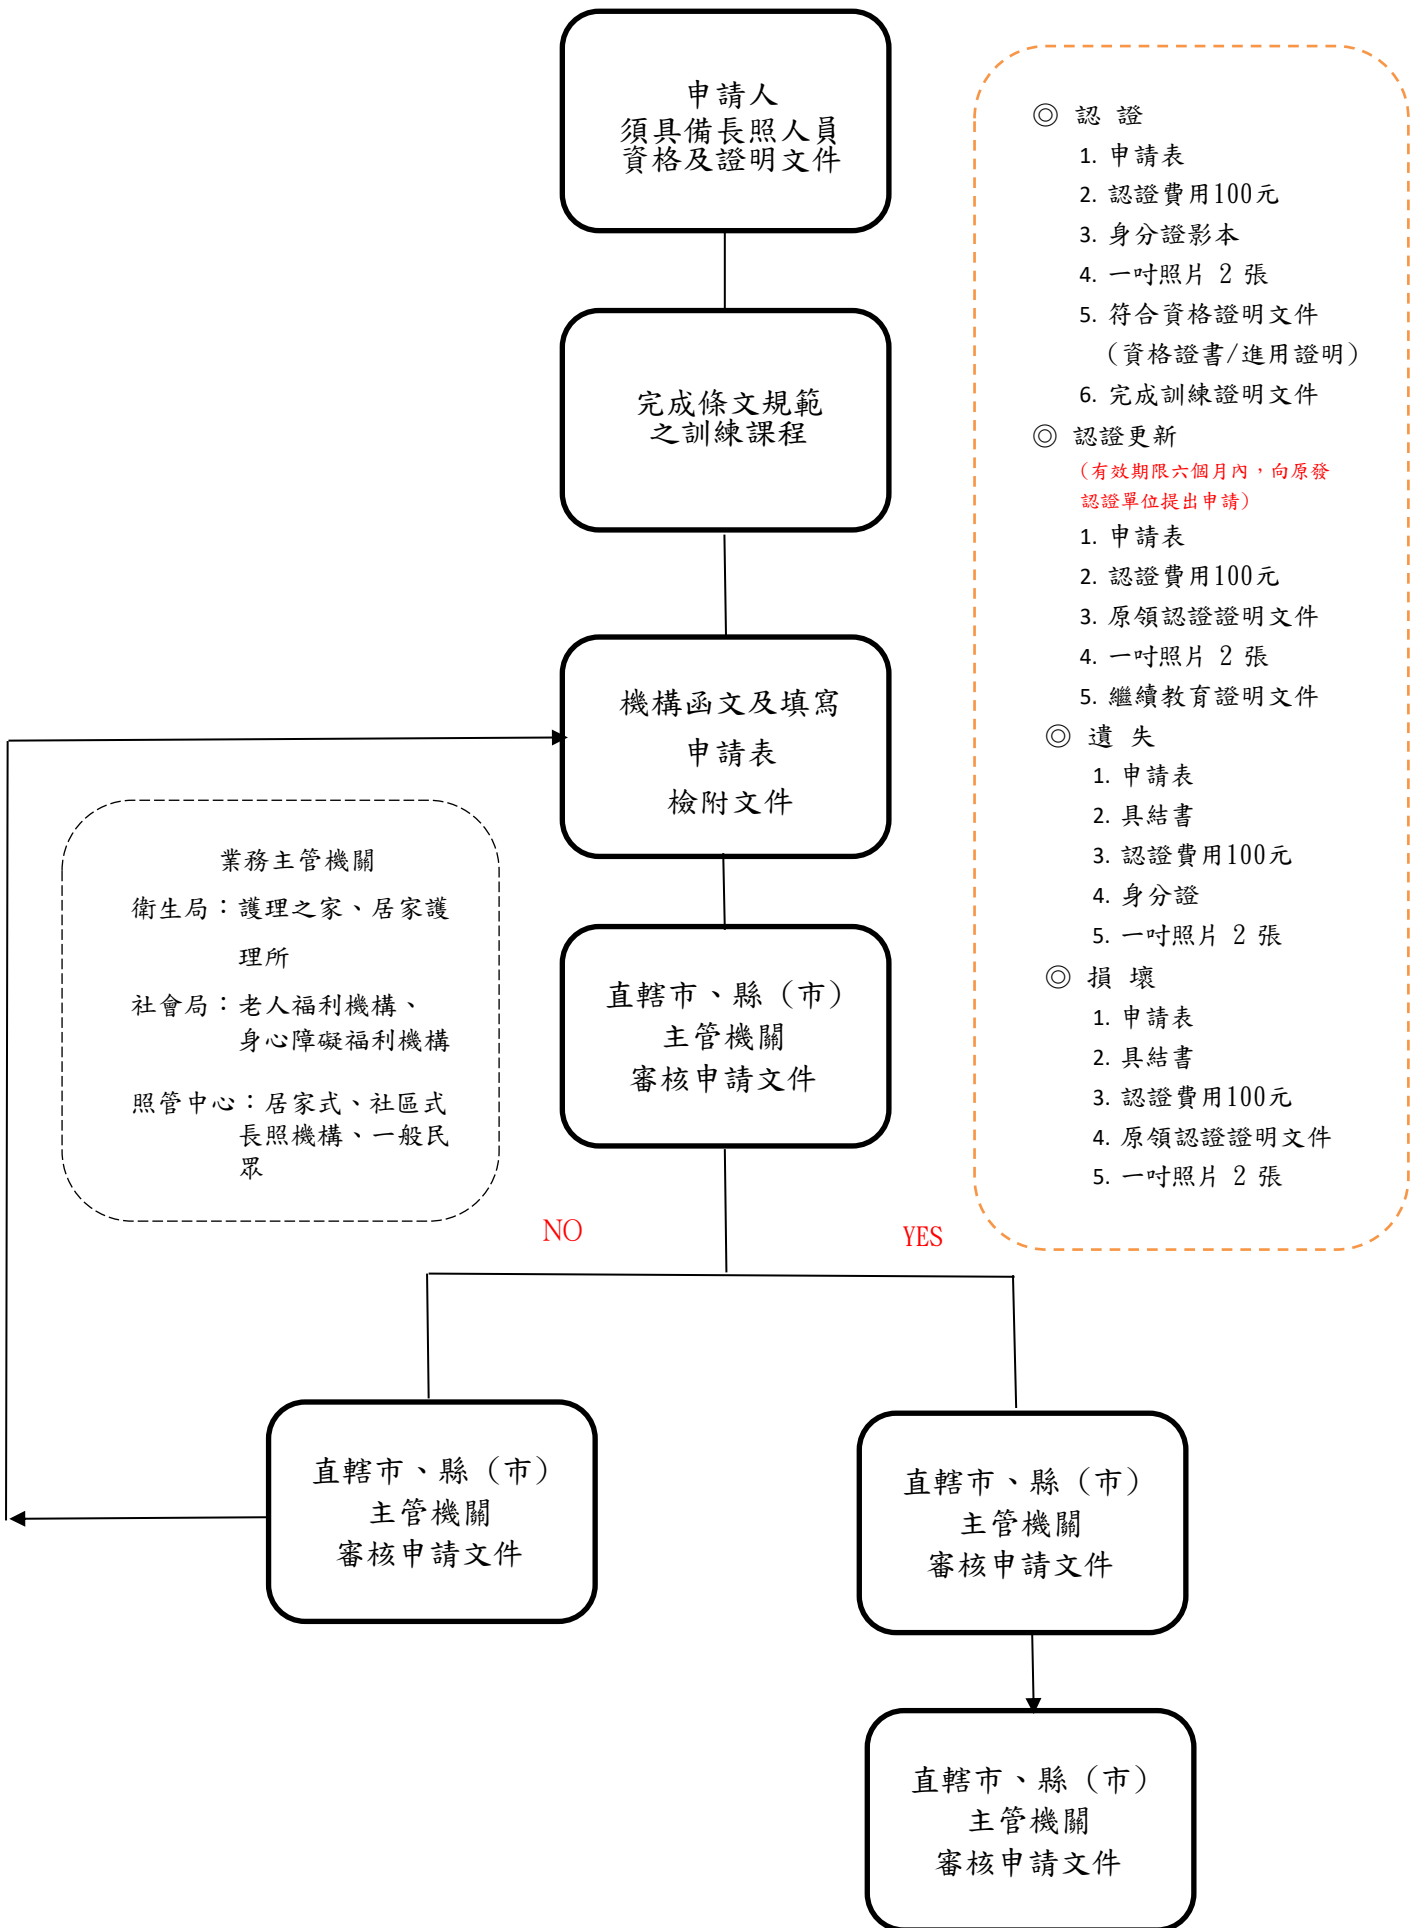 申請人
須具備長照人員
資格及證明文件
完成條文規範
之訓練課程
機構函文及填寫
申請表
檢附文件
業務主管機關
衛生局：護理之家、居家護
理所
社會局：老人福利機構、
身心障礙福利機構
照管中心：居家式、社區式
長照機構、一般民
眾
直轄市、縣（市）
主管機關
審核申請文件
NO
YES
直轄市、縣（市）
主管機關
審核申請文件
直轄市、縣（市）
主管機關
審核申請文件
直轄市、縣（市）
主管機關
審核申請文件
◎ 認 證
1. 申請表
2. 認證費用100元
3. 身分證影本
4. 一吋照片 2 張
5. 符合資格證明文件
（資格證書/進用證明）
6. 完成訓練證明文件
◎ 認證更新
（有效期限六個月內，向原發
認證單位提出申請）
1. 申請表
2. 認證費用100元
3. 原領認證證明文件
4. 一吋照片 2 張
5. 繼續教育證明文件
◎ 遺 失
1. 申請表
2. 具結書
3. 認證費用100元
4. 身分證
5. 一吋照片 2 張
◎ 損 壞
1. 申請表
2. 具結書
3. 認證費用100元
4. 原領認證證明文件
5. 一吋照片 2 張